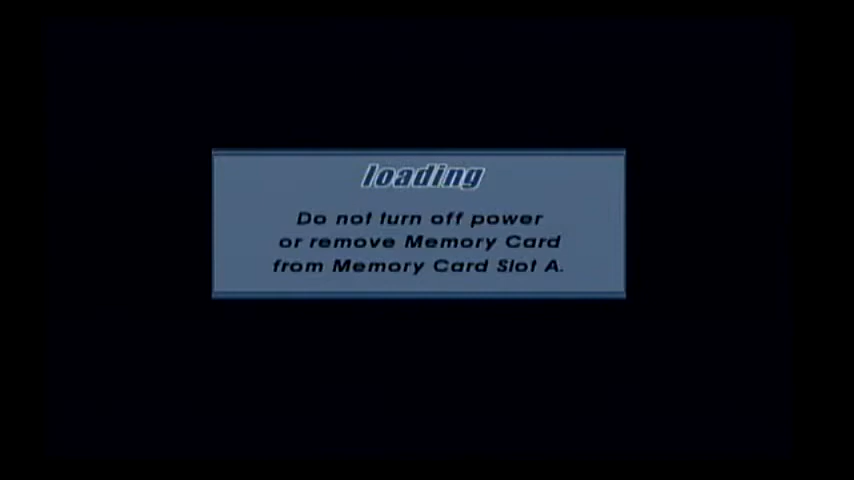 loading
Do not turn off power
or remove Memory Card
from Memory Card Slot A.